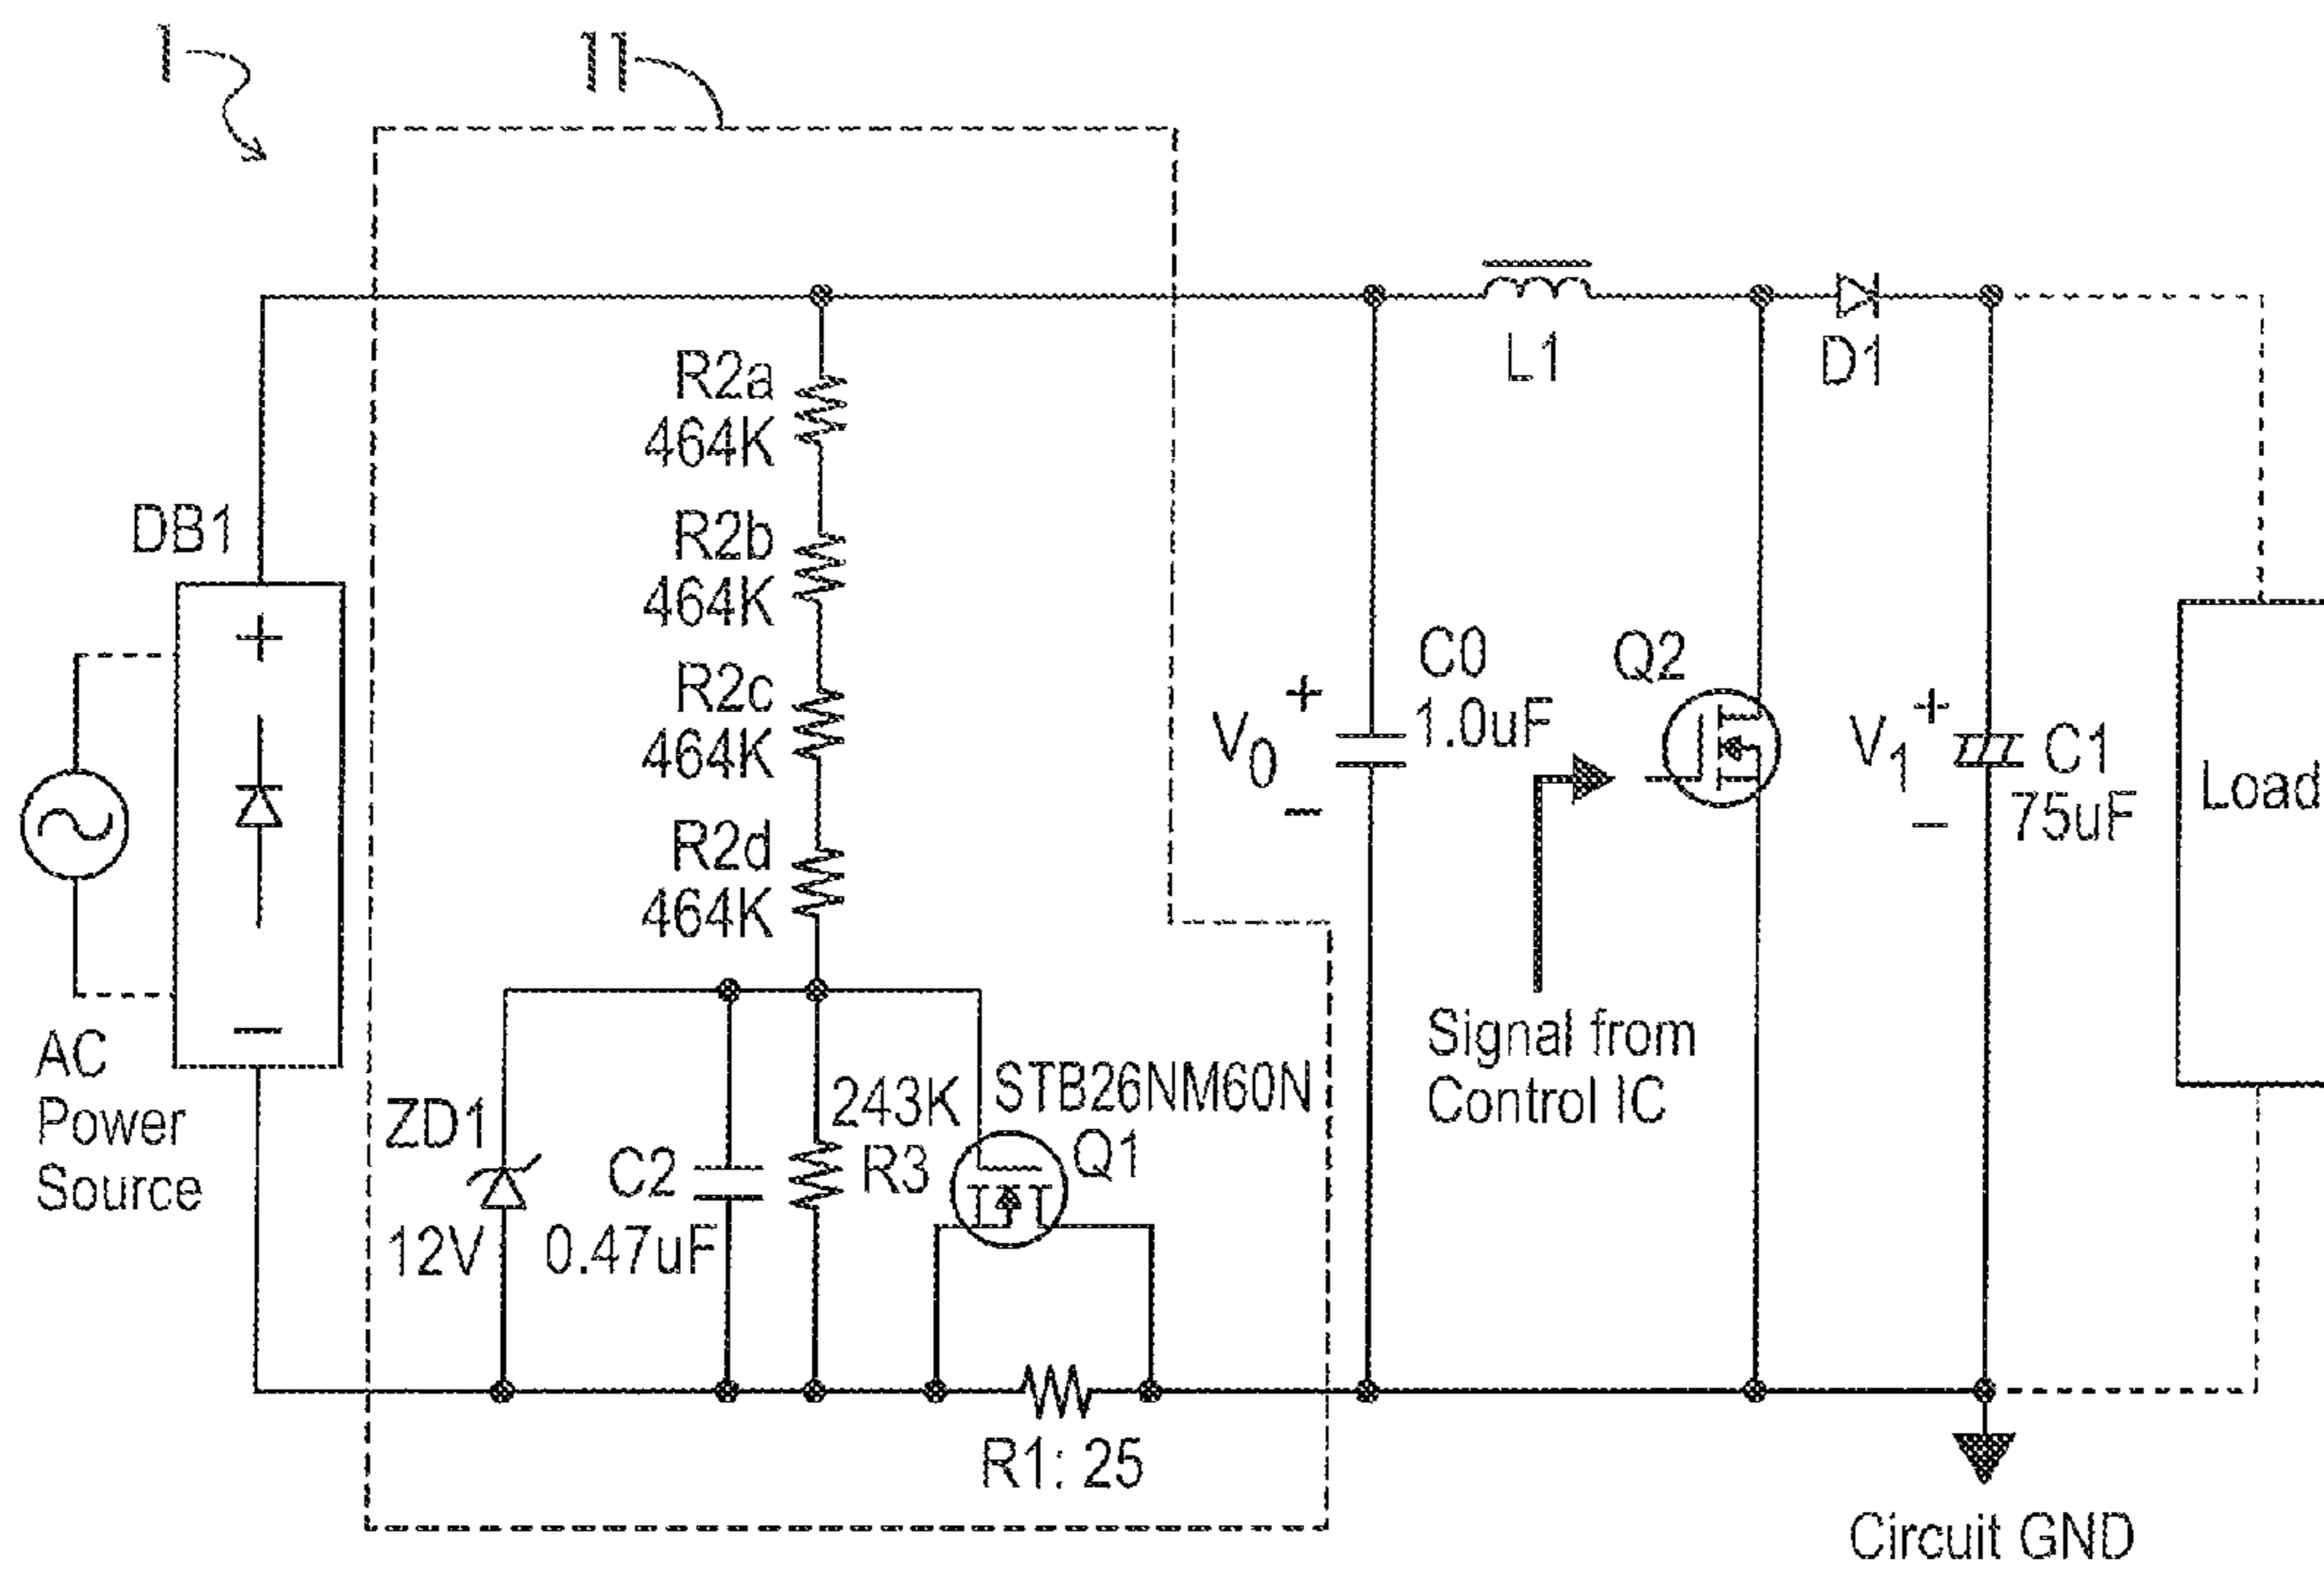 1
11
R2a
464K
R2b
464K
R2c
464K
R2d
464K
DB1
+
−
AC
Power
Source
ZD1
12V
C2
0.47uF
243K
R3
STB26NM60N
Q1
R1: 25
L1
D1
C0
1.0uF
+
V0
−
Q2
Signal from
Control IC
+
V1
−
C1
75uF
Load
Circuit GND